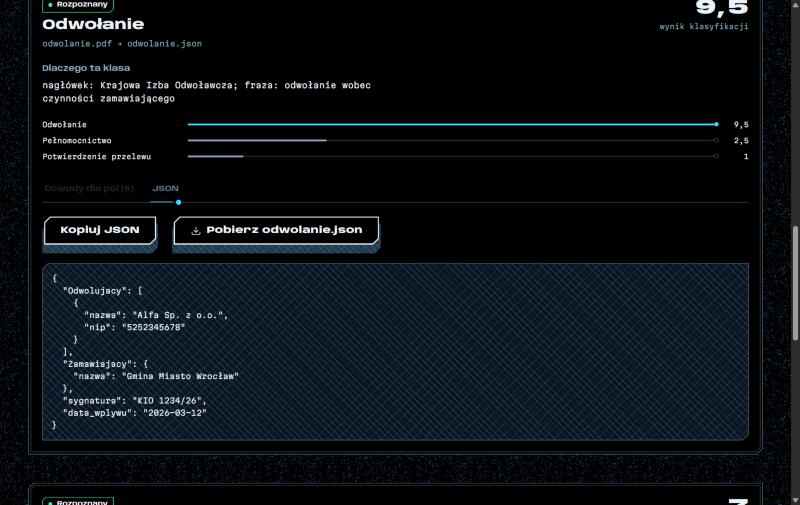 Rozpoznany
Odwołanie
9,5
odwolanie.pdf → odwolanie.json
wynik klasyfikacji
Dlaczego ta klasa
nagłówek: Krajowa Izba Odwoławcza; fraza: odwołanie wobec
czynności zamawiającego
Odwołanie 9,5
Pełnomocnictwo 2,5
Potwierdzenie przelewu 1
Dowody dla pól (6) JSON
Kopiuj JSON Pobierz odwolanie.json
{
"Odwolujacy": [
{
"nazwa": "Alfa Sp. z o.o.",
"nip": "5252345678"
}
],
"Zamawiajacy": {
"nazwa": "Gmina Miasto Wrocław"
},
"sygnatura": "KIO 1234/26",
"data_wplywu": "2026-03-12"
}
Rozpoznany